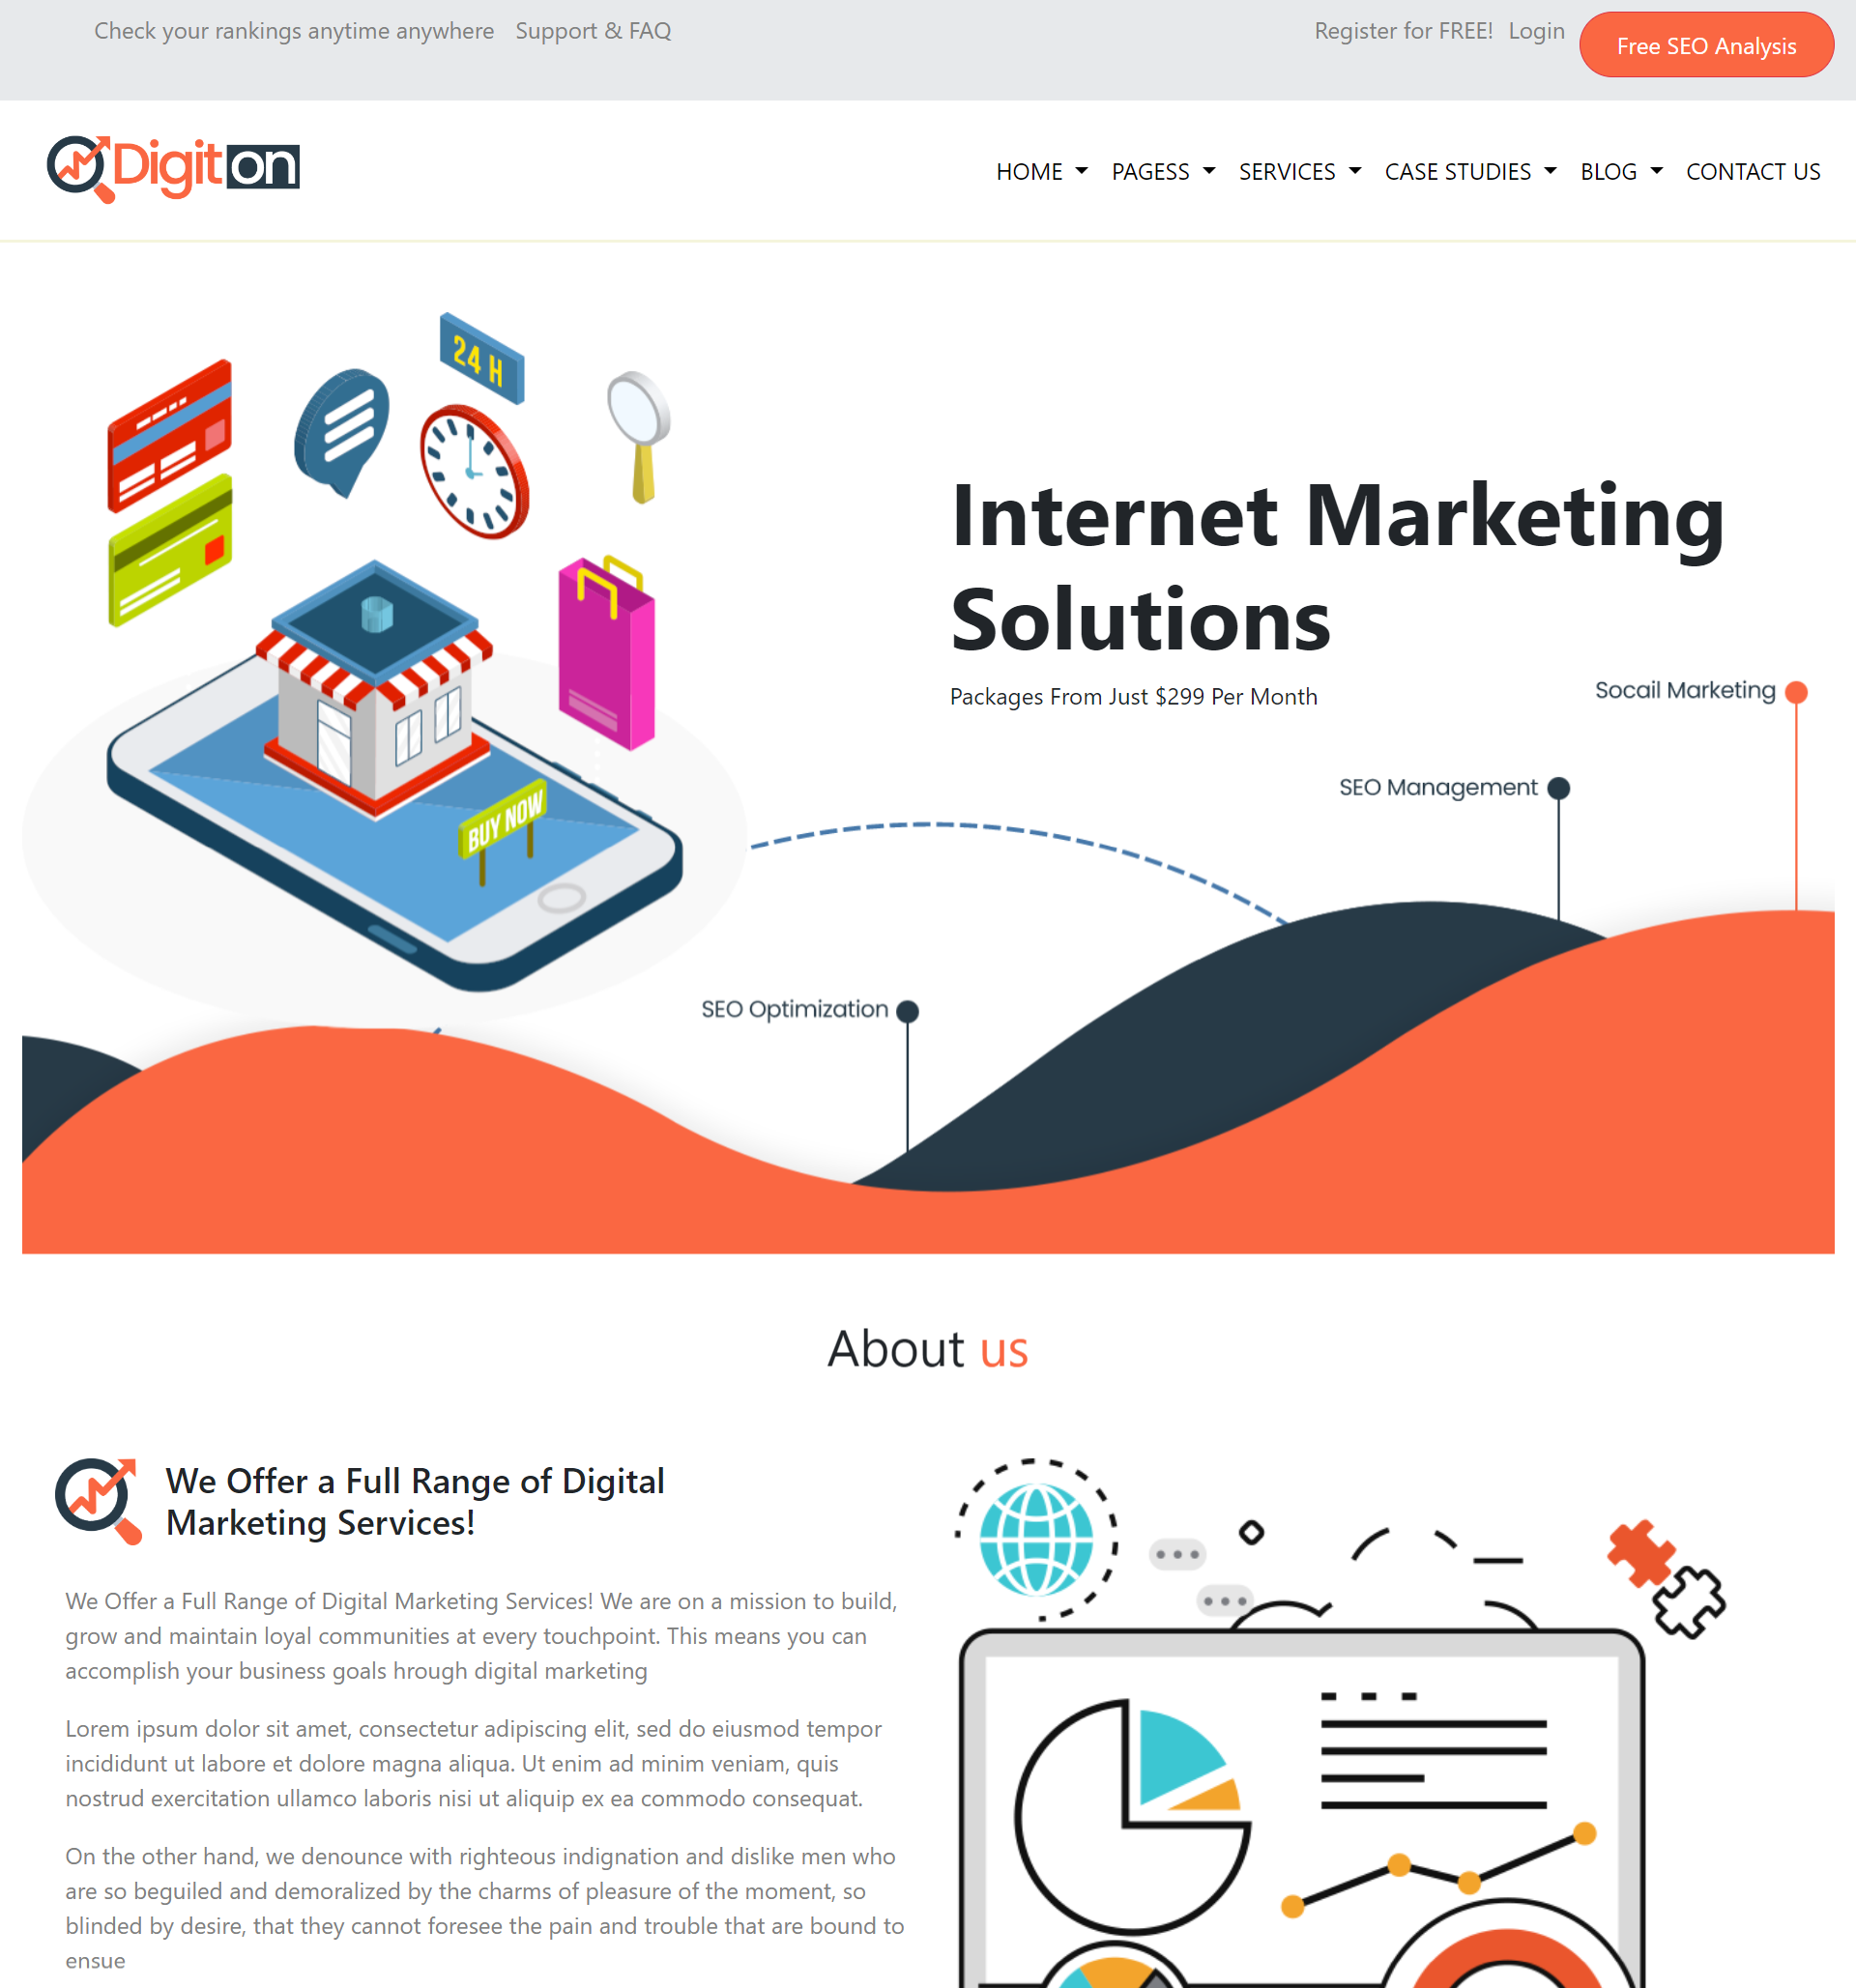 Check your rankings anytime anywhere Support & FAQ
Register for FREE! Login Free SEO Analysis
Digiton
HOME PAGESS SERVICES CASE STUDIES BLOG CONTACT US
24 H
BUY NOW
Internet Marketing
Solutions
Packages From Just $299 Per Month
Socail Marketing
SEO Management
SEO Optimization
About us
We Offer a Full Range of Digital
Marketing Services!
We Offer a Full Range of Digital Marketing Services! We are on a mission to build,
grow and maintain loyal communities at every touchpoint. This means you can
accomplish your business goals hrough digital marketing
Lorem ipsum dolor sit amet, consectetur adipiscing elit, sed do eiusmod tempor
incididunt ut labore et dolore magna aliqua. Ut enim ad minim veniam, quis
nostrud exercitation ullamco laboris nisi ut aliquip ex ea commodo consequat.
On the other hand, we denounce with righteous indignation and dislike men who
are so beguiled and demoralized by the charms of pleasure of the moment, so
blinded by desire, that they cannot foresee the pain and trouble that are bound to
ensue